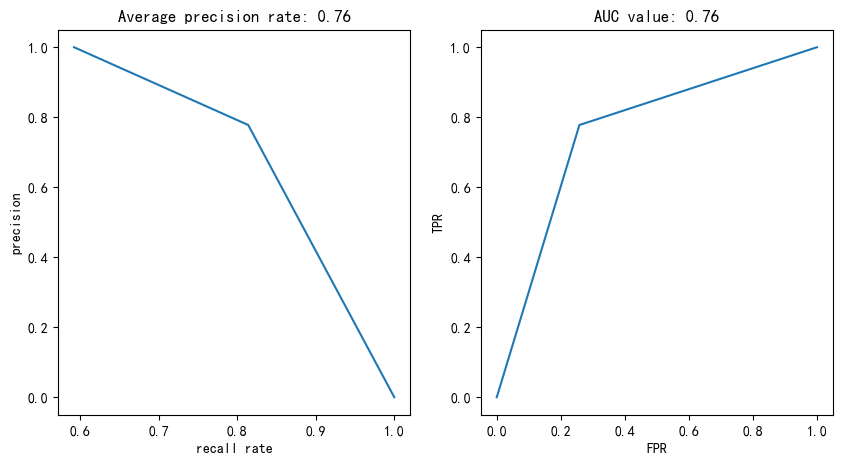 Average precision rate: 0.76
precision
1.0
0.8
0.6
0.4
0.2
0.0
0.6 0.7 0.8 0.9 1.0
recall rate
AUC value: 0.76
TPR
1.0
0.8
0.6
0.4
0.2
0.0
0.0 0.2 0.4 0.6 0.8 1.0
FPR